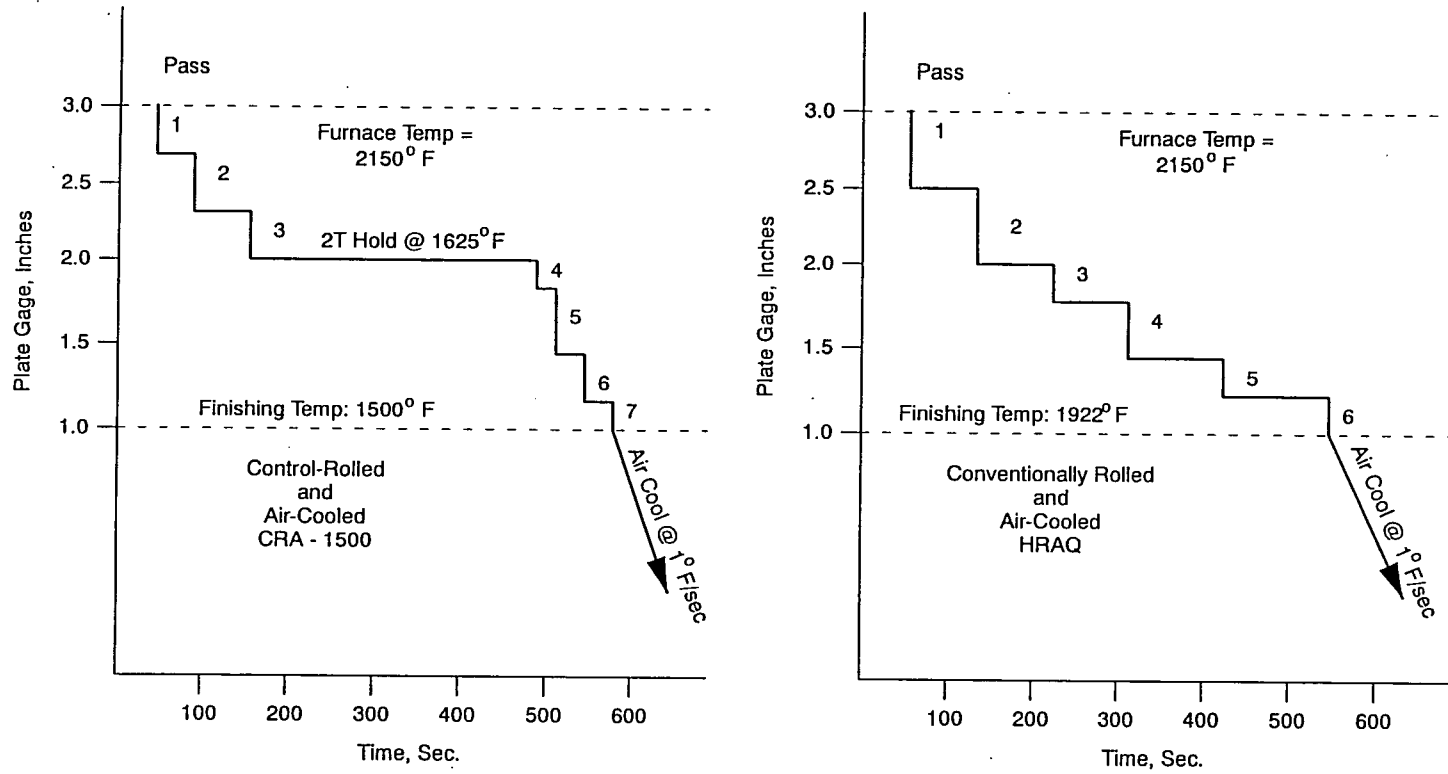 Pass
3.0
1
Furnace Temp =
2150° F
2
2.5
3
2T Hold @ 1625° F
2.0
4
5
1.5
6
Finishing Temp: 1500° F
7
1.0
Control-Rolled
and
Air-Cooled
CRA - 1500
Air Cool @ 1° F/sec
Plate Gage, Inches
100
200
300
400
500
600
Time, Sec.
Pass
3.0
1
Furnace Temp =
2150° F
2.5
2
2.0
3
4
1.5
5
Finishing Temp: 1922° F
6
1.0
Conventionally Rolled
and
Air-Cooled
HRAQ
Air Cool @ 1° F/sec
Plate Gage, Inches
100
200
300
400
500
600
Time, Sec.